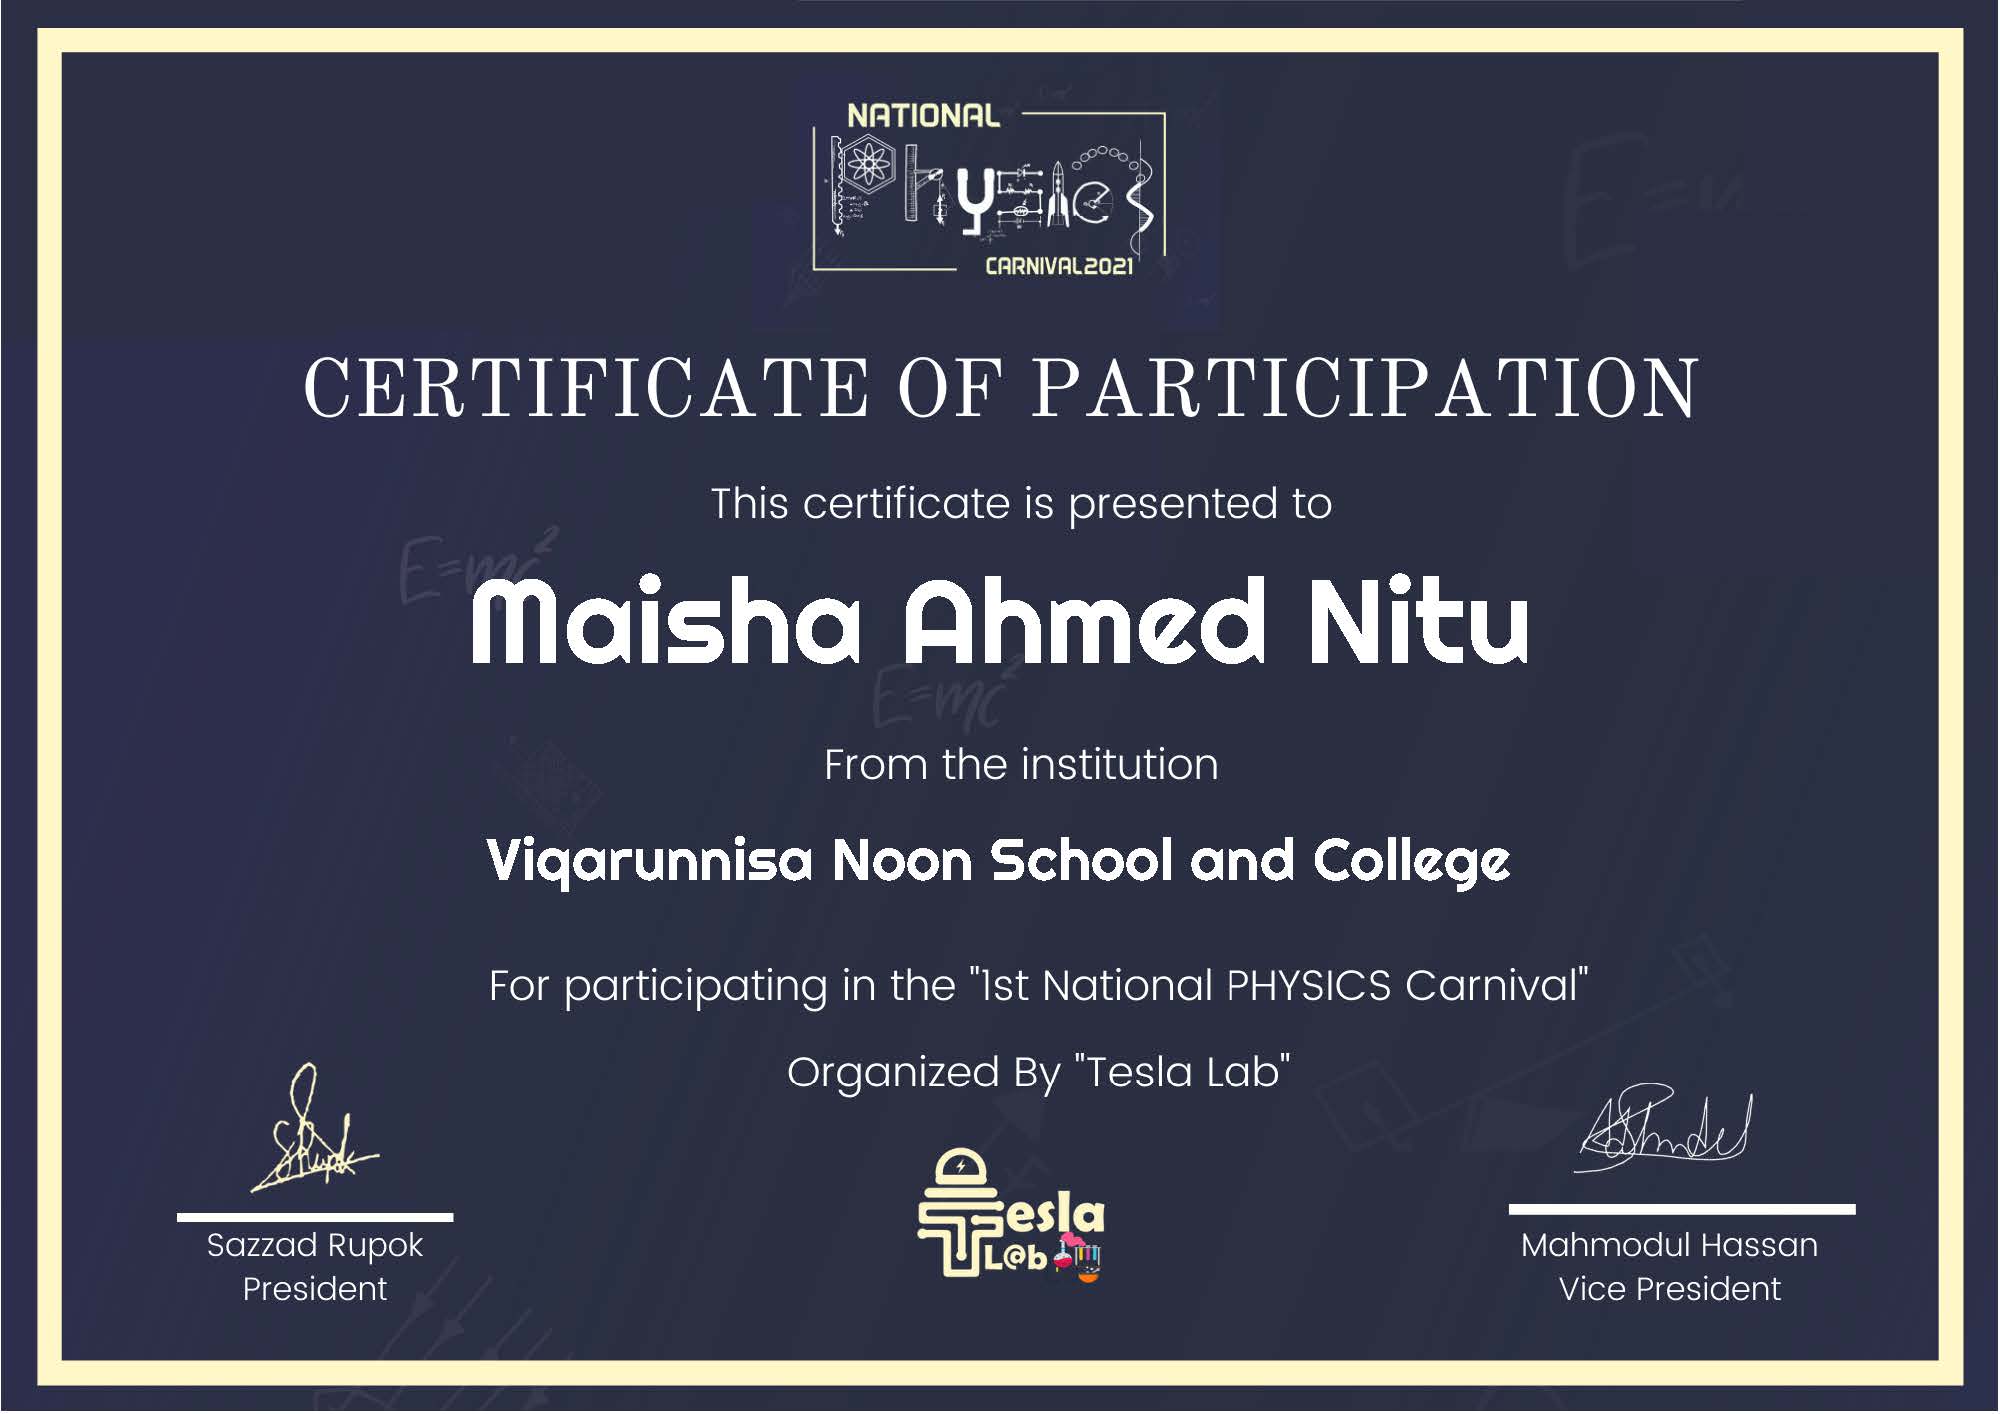 NATIONAL
Physics
CARNIVAL2021
CERTIFICATE OF PARTICIPATION
This certificate is presented to
E=mc²
Maisha Ahmed Nitu
E=mc²
From the institution
Viqarunnisa Noon School and College
For participating in the "1st National PHYSICS Carnival"
Organized By "Tesla Lab"
Tesla
L@b
Sazzad Rupok
President
Mahmodul Hassan
Vice President